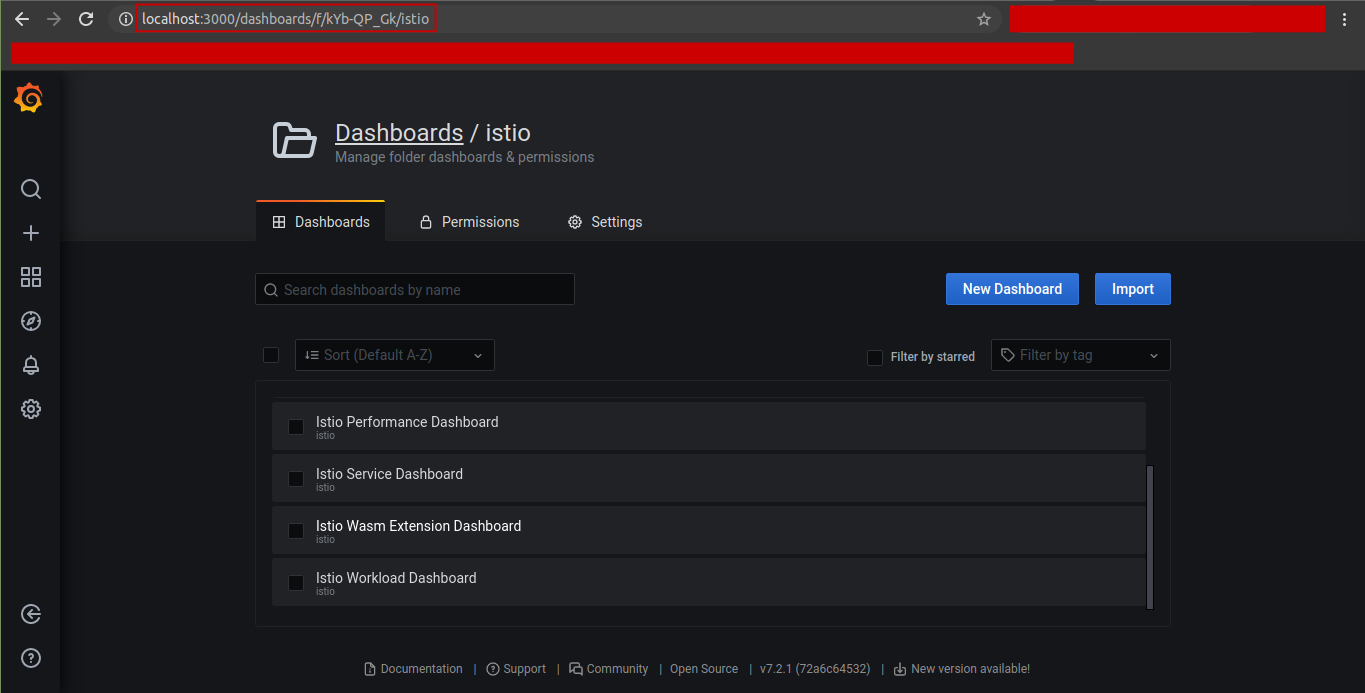 localhost:3000/dashboards/f/kYb-QP_Gk/istio
Dashboards / istio
Manage folder dashboards & permissions
Dashboards Permissions Settings
Search dashboards by name New Dashboard Import
Sort (Default A-Z) Filter by starred Filter by tag
Istio Performance Dashboard
istio
Istio Service Dashboard
istio
Istio Wasm Extension Dashboard
istio
Istio Workload Dashboard
istio
Documentation | Support | Community | Open Source | v7.2.1 (72a6c64532) | New version available!